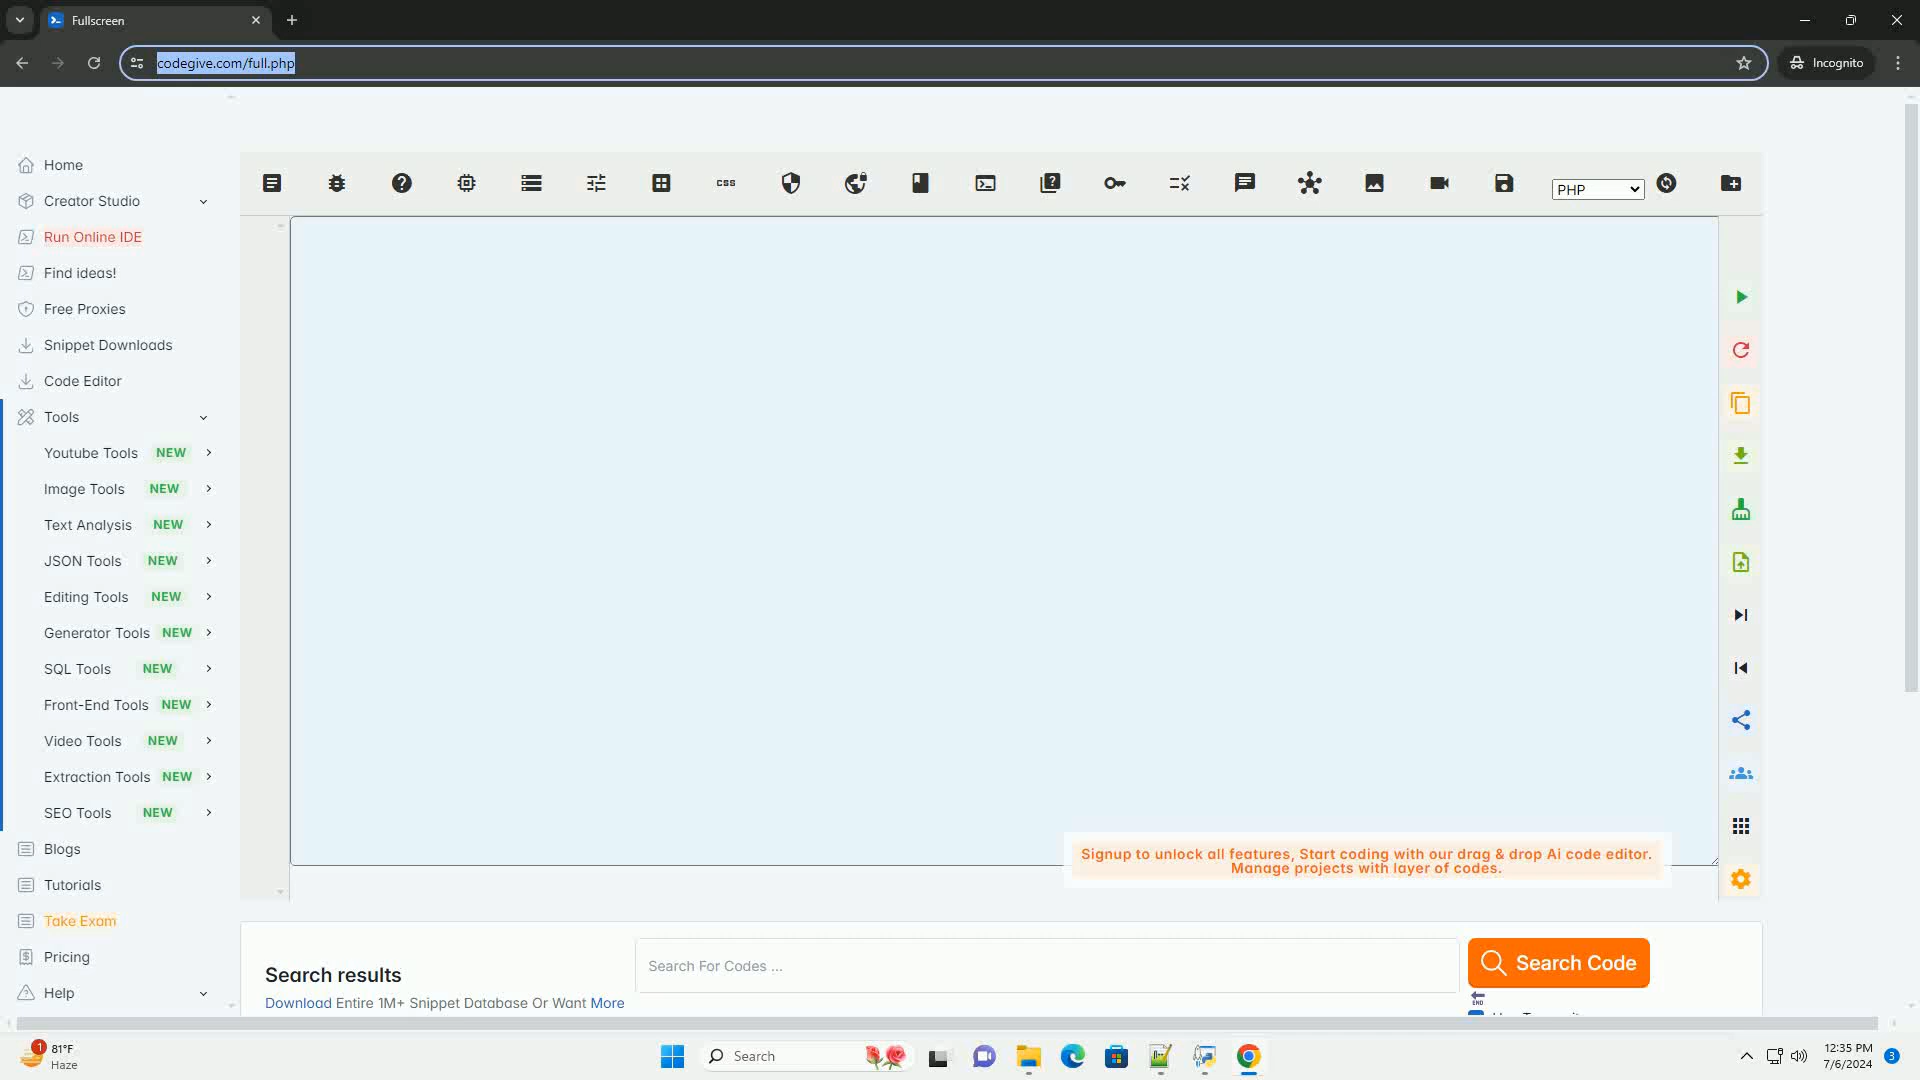 Fullscreen
codegive.com/full.php
Incognito
Home
Creator Studio
Run Online IDE
Find ideas!
Free Proxies
Snippet Downloads
Code Editor
Tools
Youtube Tools NEW
Image Tools NEW
Text Analysis NEW
JSON Tools NEW
Editing Tools NEW
Generator Tools NEW
SQL Tools NEW
Front-End Tools NEW
Video Tools NEW
Extraction Tools NEW
SEO Tools NEW
Blogs
Tutorials
Take Exam
Pricing
Help
CSS
PHP
Signup to unlock all features, Start coding with our drag & drop Ai code editor.
Manage projects with layer of codes.
Search results
Download Entire 1M+ Snippet Database Or Want More
Search For Codes ...
Search Code
END
1
81°F
Haze
Search
12:35 PM
7/6/2024
3